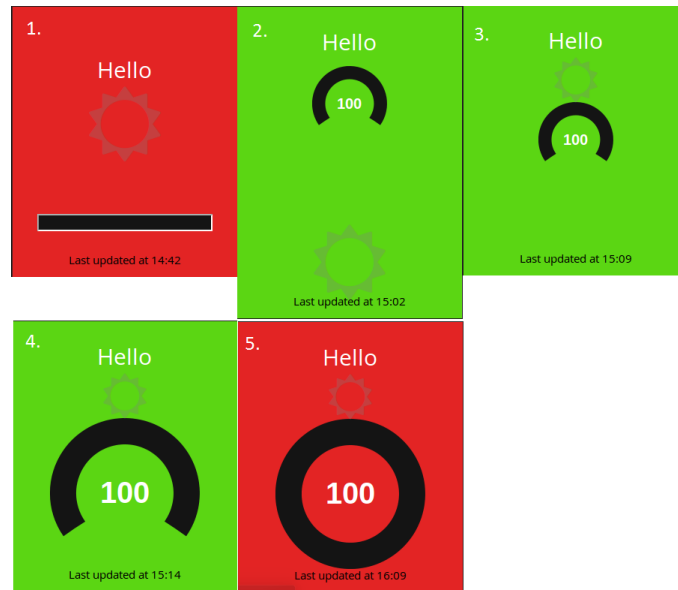 1.
Hello
Last updated at 14:42
2.
Hello
100
Last updated at 15:02
3.
Hello
100
Last updated at 15:09
4.
Hello
100
Last updated at 15:14
5.
Hello
100
Last updated at 16:09